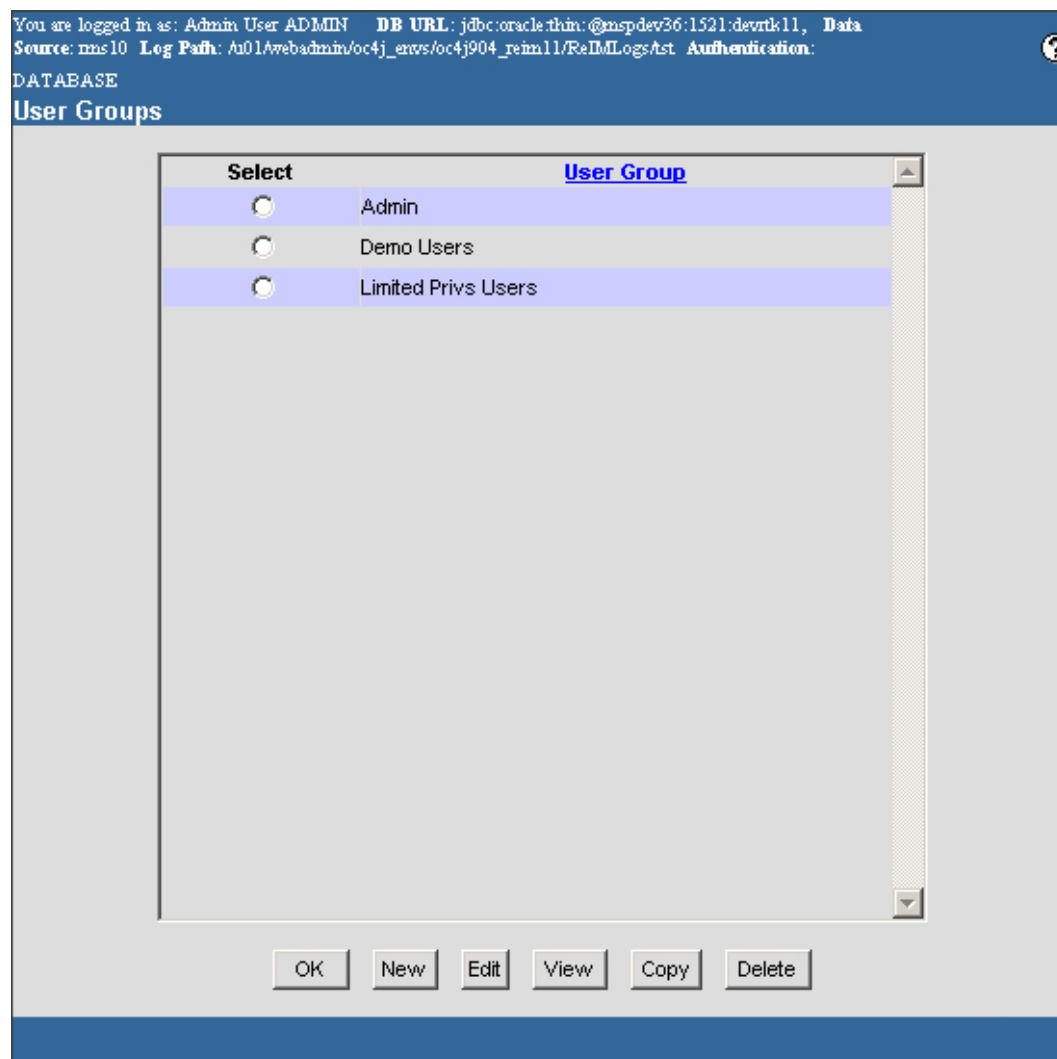 You are logged in as: Admin User ADMIN DB URL: jdbc:oracle:thin:@mspdev36:1521:devrtk11, Data
Source: rms10 Log Path: /u01/webadmin/oc4j_envs/oc4j904_reim11/ReIMLogs/tst Authentication:
DATABASE
User Groups
Select User Group
Admin
Demo Users
Limited Privs Users
OK New Edit View Copy Delete